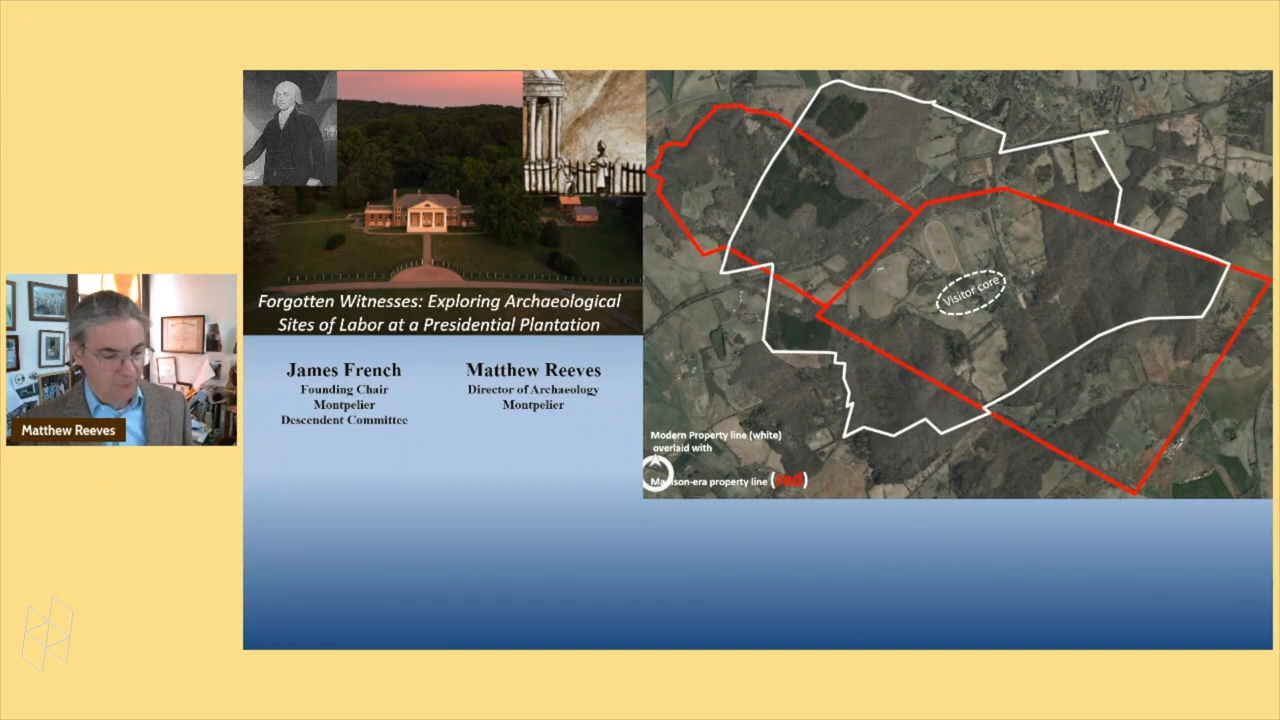 Forgotten Witnesses: Exploring Archaeological
Sites of Labor at a Presidential Plantation
James French
Founding Chair
Montpelier
Descendent Committee
Matthew Reeves
Director of Archaeology
Montpelier
Visitor core
Modern Property line (white)
overlaid with
Madison-era property line (red)
Matthew Reeves